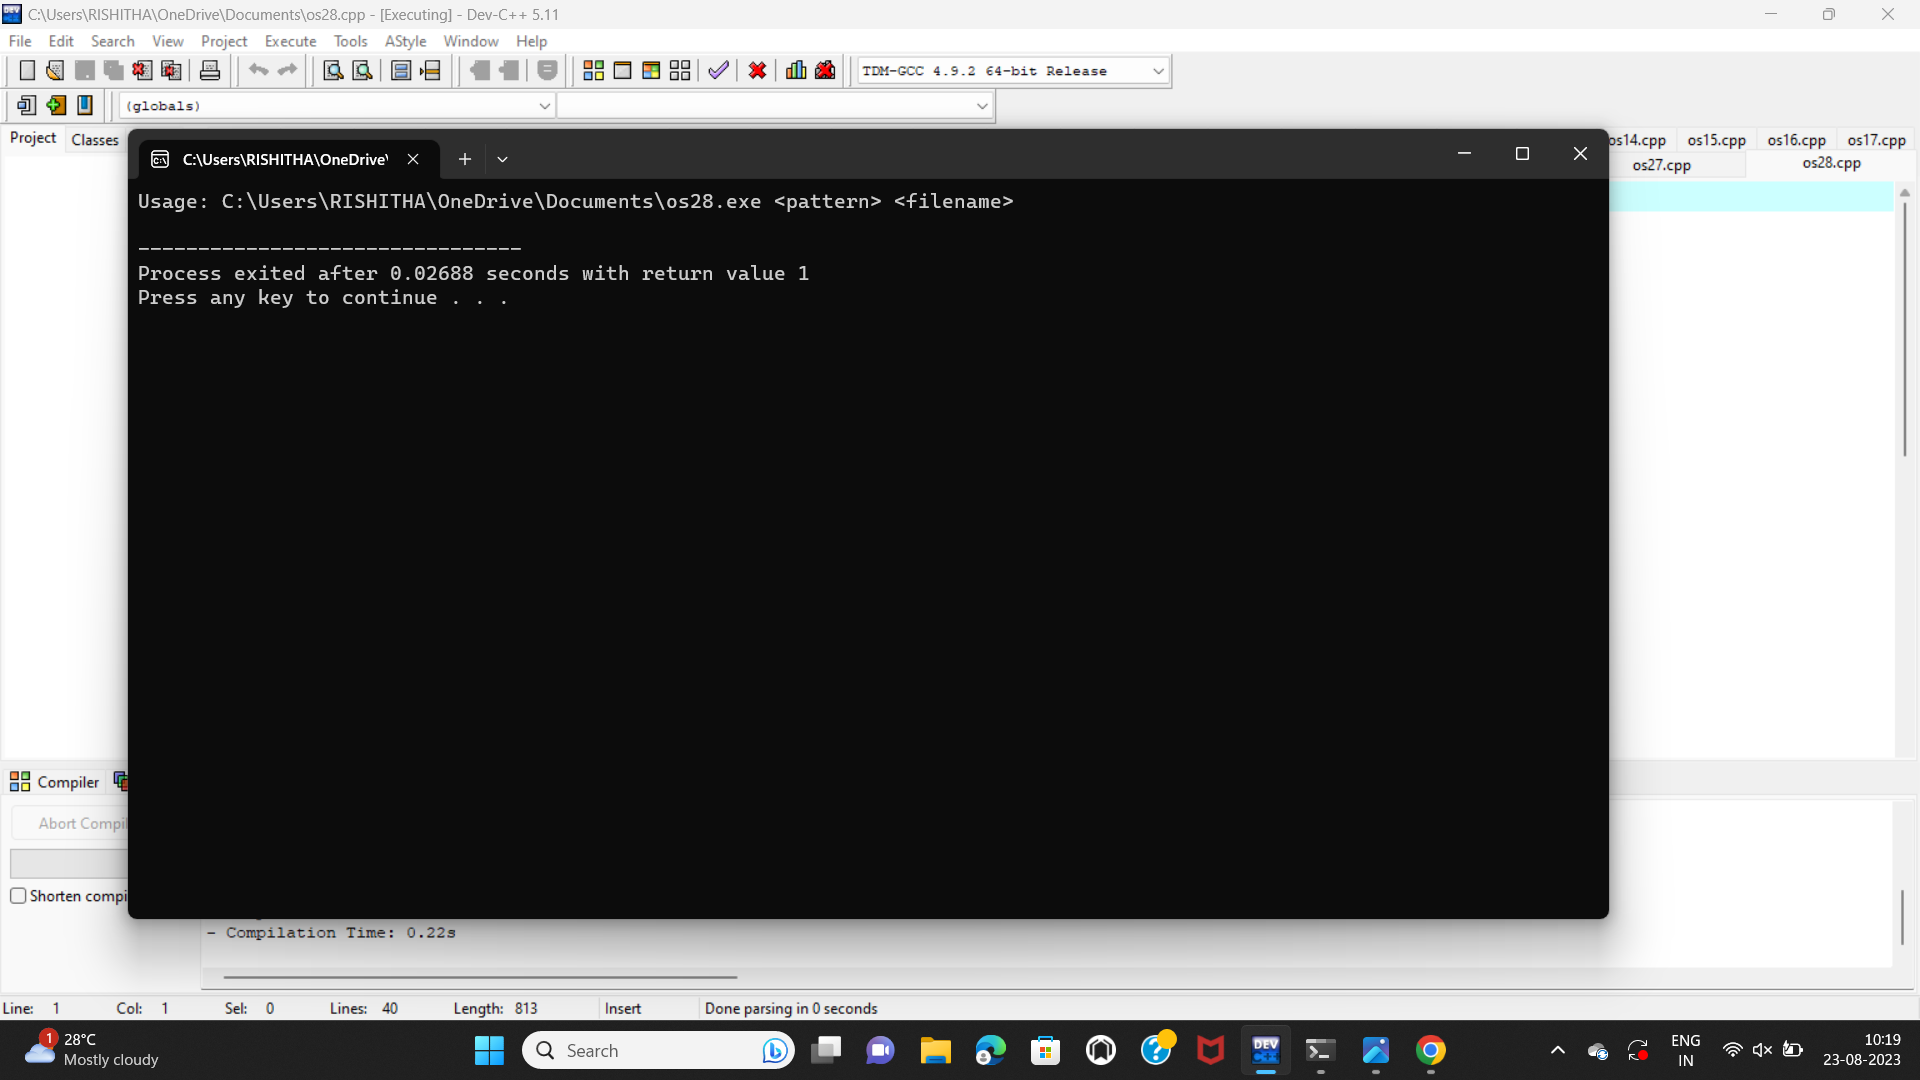 C:\Users\RISHITHA\OneDrive\Documents\os28.cpp - [Executing] - Dev-C++ 5.11
File Edit Search View Project Execute Tools AStyle Window Help
TDM-GCC 4.9.2 64-bit Release
(globals)
Project Classes
os14.cpp os15.cpp os16.cpp os17.cpp
os27.cpp os28.cpp
C:\Users\RISHITHA\OneDrive\
Usage: C:\Users\RISHITHA\OneDrive\Documents\os28.exe <pattern> <filename>
--------------------------------
Process exited after 0.02688 seconds with return value 1
Press any key to continue . . .
Compiler
Abort Compil
Shorten compi
- Compilation Time: 0.22s
Line: 1 Col: 1 Sel: 0 Lines: 40 Length: 813 Insert Done parsing in 0 seconds
1
28°C
Mostly cloudy
Search
DEV
C++
ENG
IN
10:19
23-08-2023